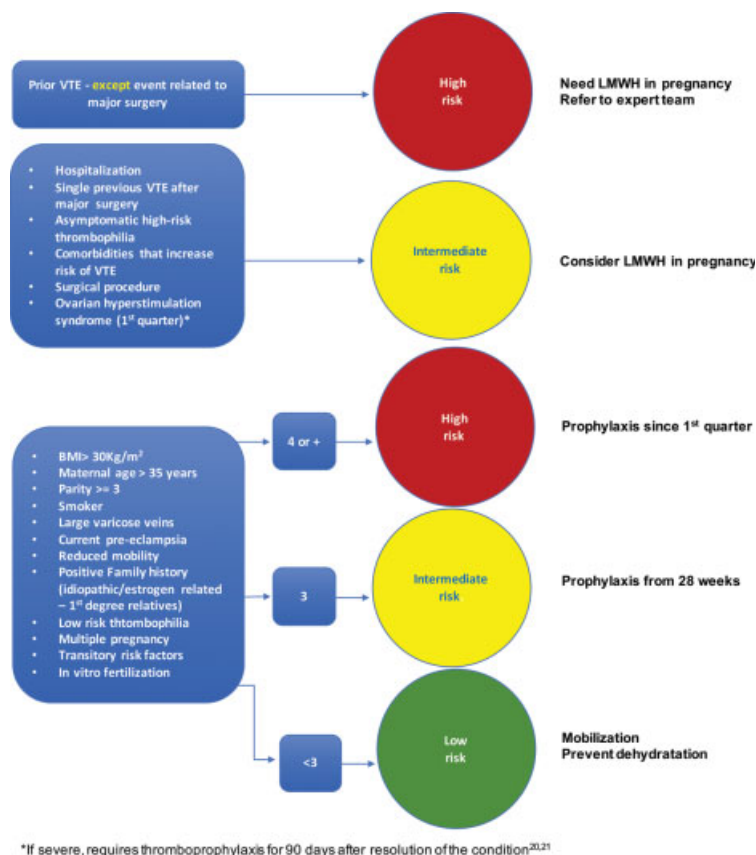 Prior VTE - except event related to
major surgery
High
risk
Need LMWH in pregnancy
Refer to expert team
• Hospitalization
• Single previous VTE after
major surgery
• Asymptomatic high-risk
thrombophilia
• Comorbidities that increase
risk of VTE
• Surgical procedure
• Ovarian hyperstimulation
syndrome (1st quarter)*
Intermediate
risk
Consider LMWH in pregnancy
• BMI> 30Kg/m²
• Maternal age > 35 years
• Parity >= 3
• Smoker
• Large varicose veins
• Current pre-eclampsia
• Reduced mobility
• Positive Family history
(idiopathic/estrogen related
– 1st degree relatives)
• Low risk thtombophilia
• Multiple pregnancy
• Transitory risk factors
• In vitro fertilization
4 or +
High
risk
Prophylaxis since 1st quarter
3
Intermediate
risk
Prophylaxis from 28 weeks
<3
Low
risk
Mobilization
Prevent dehydratation
*If severe, requires thromboprophylaxis for 90 days after resolution of the condition20,21